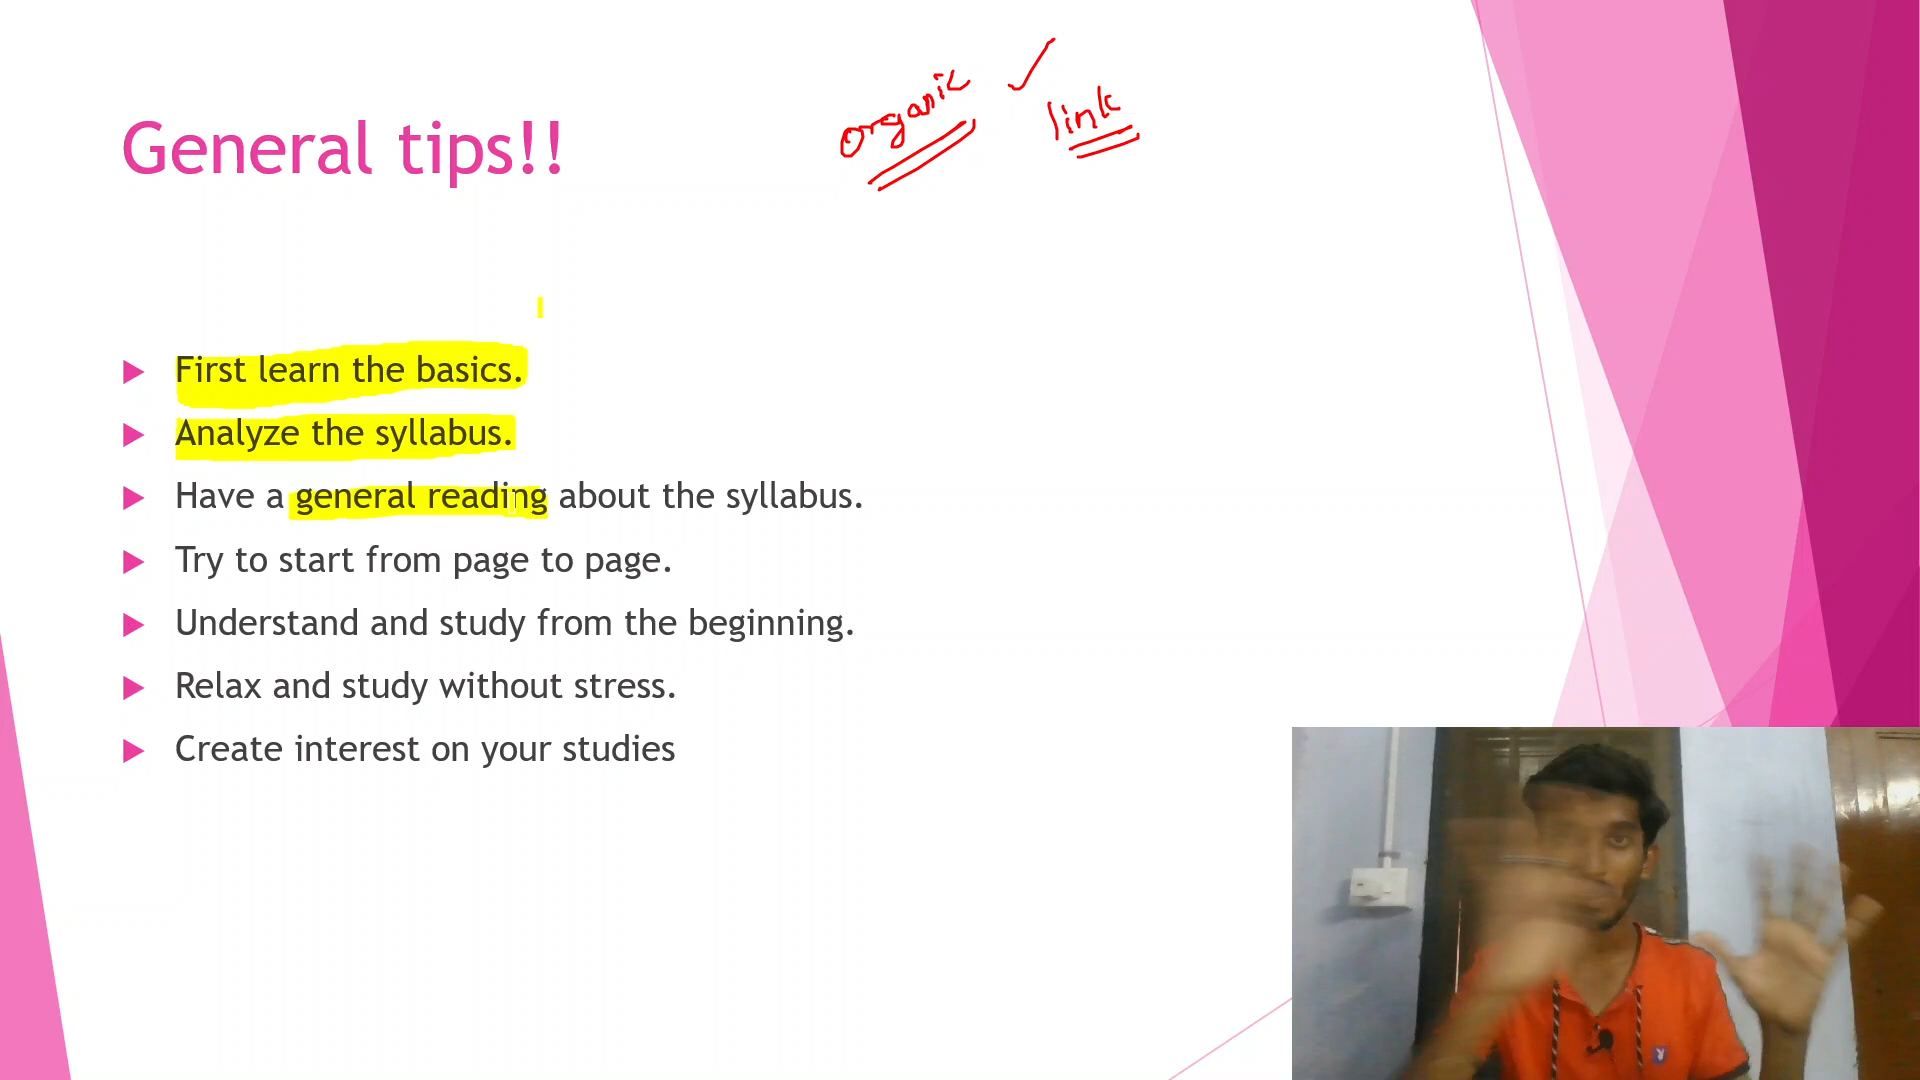 organic
link
General tips!!
First learn the basics.
Analyze the syllabus.
Have a general reading about the syllabus.
Try to start from page to page.
Understand and study from the beginning.
Relax and study without stress.
Create interest on your studies